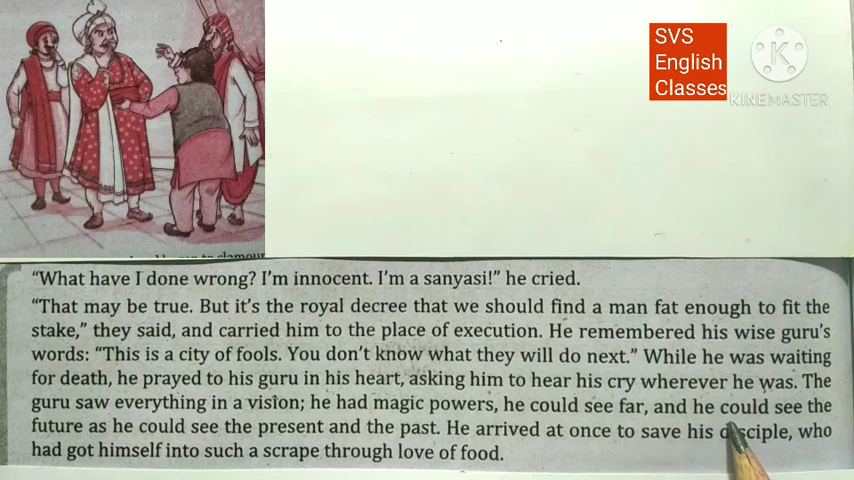 SVS
English
Classes
KINEMASTER
"What have I done wrong? I'm innocent. I'm a sanyasi!" he cried.
"That may be true. But it's the royal decree that we should find a man fat enough to fit the
stake," they said, and carried him to the place of execution. He remembered his wise guru's
words: "This is a city of fools. You don't know what they will do next." While he was waiting
for death, he prayed to his guru in his heart, asking him to hear his cry wherever he was. The
guru saw everything in a vision; he had magic powers, he could see far, and he could see the
future as he could see the present and the past. He arrived at once to save his disciple, who
had got himself into such a scrape through love of food.